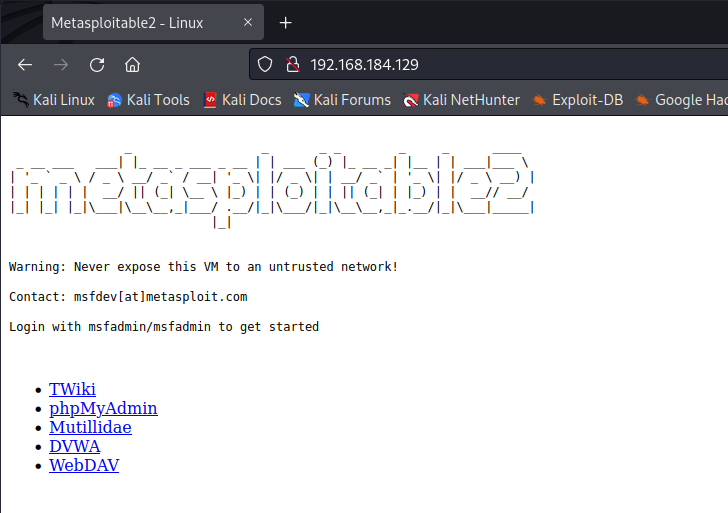 Metasploitable2 - Linux
192.168.184.129
Kali Linux Kali Tools Kali Docs Kali Forums Kali NetHunter Exploit-DB Google Hac
metasploitable2
Warning: Never expose this VM to an untrusted network!
Contact: msfdev[at]metasploit.com
Login with msfadmin/msfadmin to get started
TWiki
phpMyAdmin
Mutillidae
DVWA
WebDAV